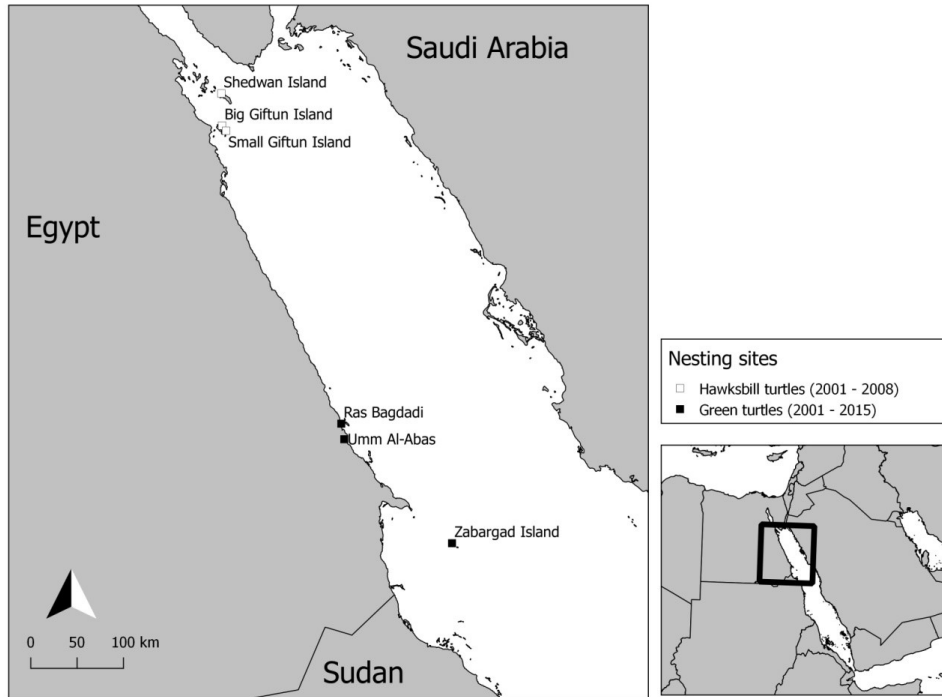 Saudi Arabia
Shedwan Island
Big Giftun Island
Small Giftun Island
Egypt
Nesting sites
Hawksbill turtles (2001 - 2008)
Green turtles (2001 - 2015)
Ras Bagdadi
Umm Al-Abas
Zabargad Island
0 50 100 km
Sudan